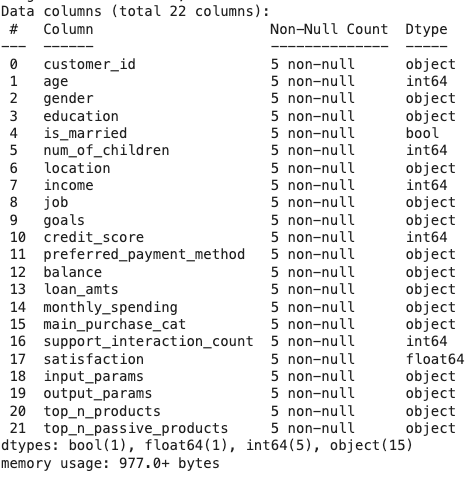 Data columns (total 22 columns):
 #   Column                     Non-Null Count  Dtype
---  ------                     --------------  -----
 0   customer_id                5 non-null      object
 1   age                        5 non-null      int64
 2   gender                     5 non-null      object
 3   education                  5 non-null      object
 4   is_married                 5 non-null      bool
 5   num_of_children            5 non-null      int64
 6   location                   5 non-null      object
 7   income                     5 non-null      int64
 8   job                        5 non-null      object
 9   goals                      5 non-null      object
 10  credit_score               5 non-null      int64
 11  preferred_payment_method   5 non-null      object
 12  balance                    5 non-null      object
 13  loan_amts                  5 non-null      object
 14  monthly_spending           5 non-null      object
 15  main_purchase_cat          5 non-null      object
 16  support_interaction_count  5 non-null      int64
 17  satisfaction               5 non-null      float64
 18  input_params               5 non-null      object
 19  output_params              5 non-null      object
 20  top_n_products             5 non-null      object
 21  top_n_passive_products     5 non-null      object
dtypes: bool(1), float64(1), int64(5), object(15)
memory usage: 977.0+ bytes